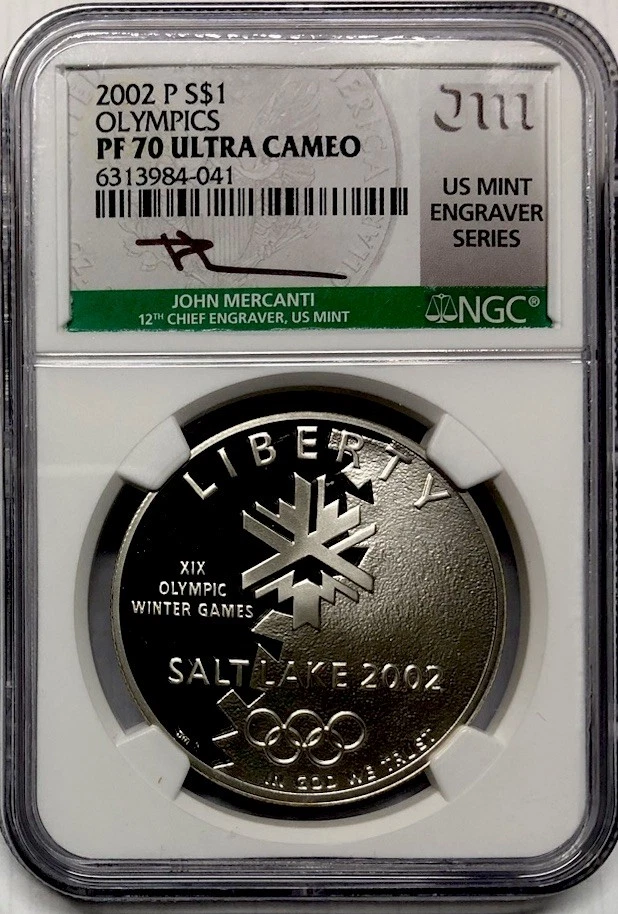 2002 P S$1
OLYMPICS
PF 70 ULTRA CAMEO
6313984-041
JM
US MINT
ENGRAVER
SERIES
JOHN MERCANTI
12TH CHIEF ENGRAVER, US MINT
NGC®
LIBERTY
XIX
OLYMPIC
WINTER GAMES
SALT LAKE 2002
IN GOD WE TRUST